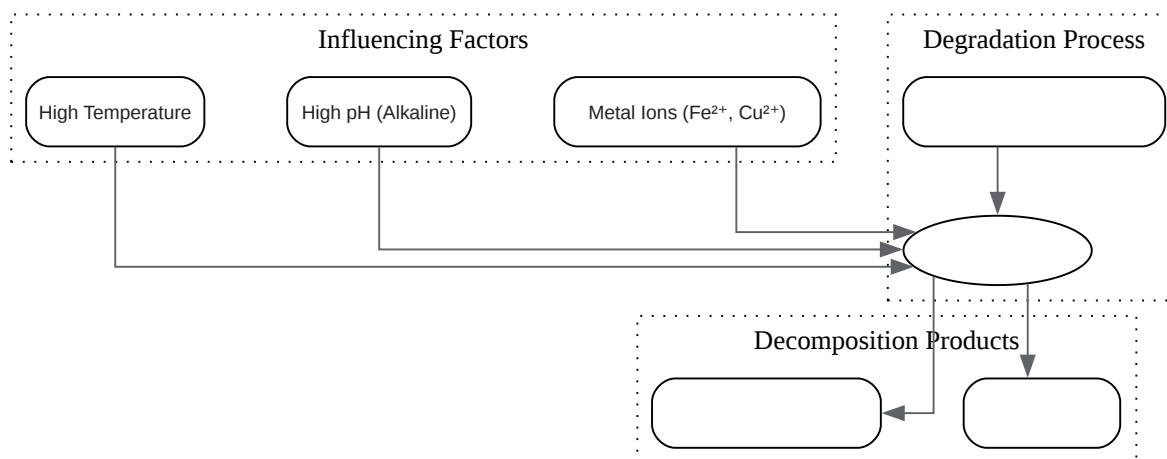 Influencing Factors
Degradation Process
High Temperature
High pH (Alkaline)
Metal Ions (Fe²⁺, Cu²⁺)
Decomposition Products